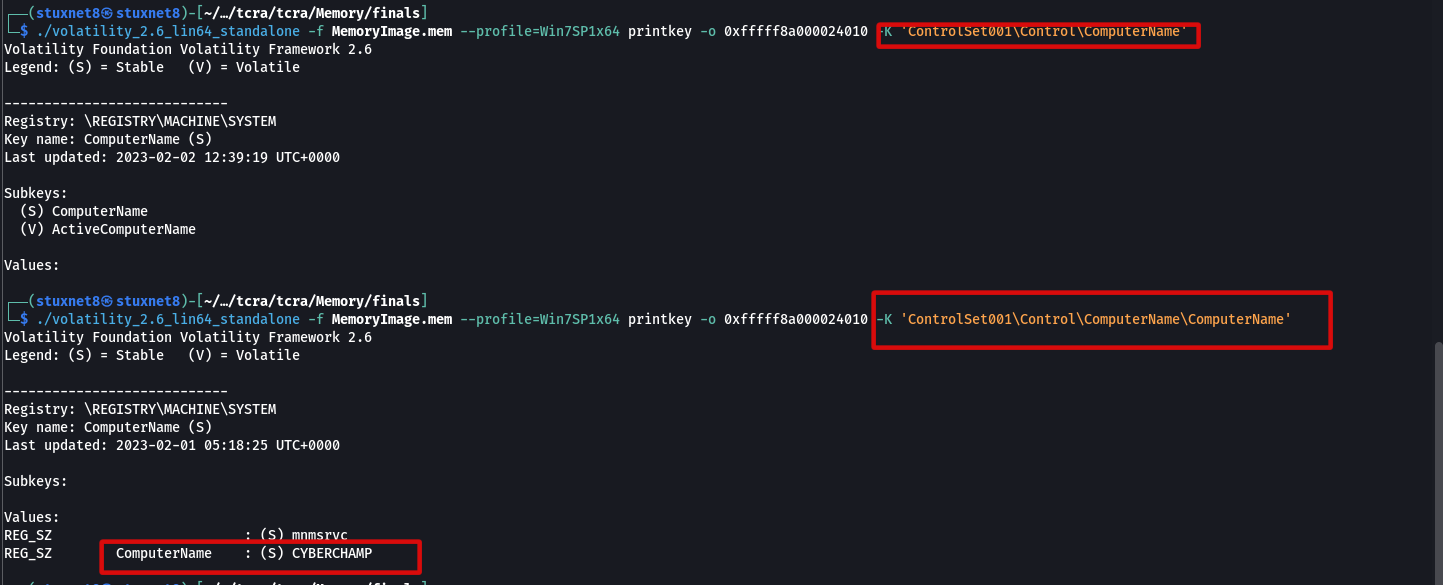 ┌──(stuxnet8㉿stuxnet8)-[~/…/tcra/tcra/Memory/finals]
└─$ ./volatility_2.6_lin64_standalone -f MemoryImage.mem --profile=Win7SP1x64 printkey -o 0xfffff8a000024010 -K 'ControlSet001\Control\ComputerName'
Volatility Foundation Volatility Framework 2.6
Legend: (S) = Stable   (V) = Volatile

----------------------------
Registry: \REGISTRY\MACHINE\SYSTEM
Key name: ComputerName (S)
Last updated: 2023-02-02 12:39:19 UTC+0000

Subkeys:
  (S) ComputerName
  (V) ActiveComputerName

Values:

┌──(stuxnet8㉿stuxnet8)-[~/…/tcra/tcra/Memory/finals]
└─$ ./volatility_2.6_lin64_standalone -f MemoryImage.mem --profile=Win7SP1x64 printkey -o 0xfffff8a000024010 -K 'ControlSet001\Control\ComputerName\ComputerName'
Volatility Foundation Volatility Framework 2.6
Legend: (S) = Stable   (V) = Volatile

----------------------------
Registry: \REGISTRY\MACHINE\SYSTEM
Key name: ComputerName (S)
Last updated: 2023-02-01 05:18:25 UTC+0000

Subkeys:

Values:
REG_SZ                        : (S) mnmsrvc
REG_SZ        ComputerName    : (S) CYBERCHAMP